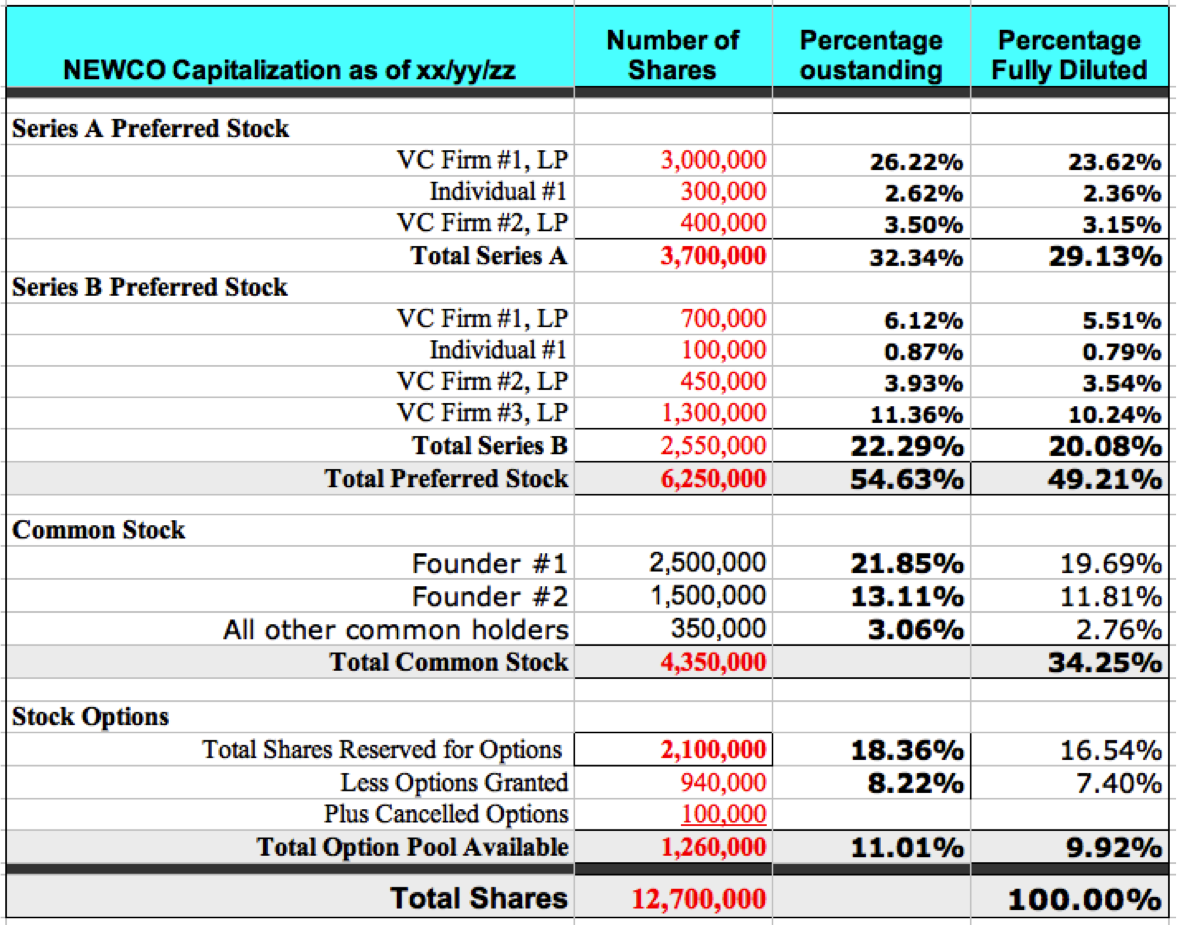 NEWCO Capitalization as of xx/yy/zz Number of Shares Percentage oustanding Percentage Fully Diluted
Series A Preferred Stock
VC Firm #1, LP 3,000,000 26.22% 23.62%
Individual #1 300,000 2.62% 2.36%
VC Firm #2, LP 400,000 3.50% 3.15%
Total Series A 3,700,000 32.34% 29.13%
Series B Preferred Stock
VC Firm #1, LP 700,000 6.12% 5.51%
Individual #1 100,000 0.87% 0.79%
VC Firm #2, LP 450,000 3.93% 3.54%
VC Firm #3, LP 1,300,000 11.36% 10.24%
Total Series B 2,550,000 22.29% 20.08%
Total Preferred Stock 6,250,000 54.63% 49.21%
Common Stock
Founder #1 2,500,000 21.85% 19.69%
Founder #2 1,500,000 13.11% 11.81%
All other common holders 350,000 3.06% 2.76%
Total Common Stock 4,350,000 34.25%
Stock Options
Total Shares Reserved for Options 2,100,000 18.36% 16.54%
Less Options Granted 940,000 8.22% 7.40%
Plus Cancelled Options 100,000
Total Option Pool Available 1,260,000 11.01% 9.92%
Total Shares 12,700,000 100.00%